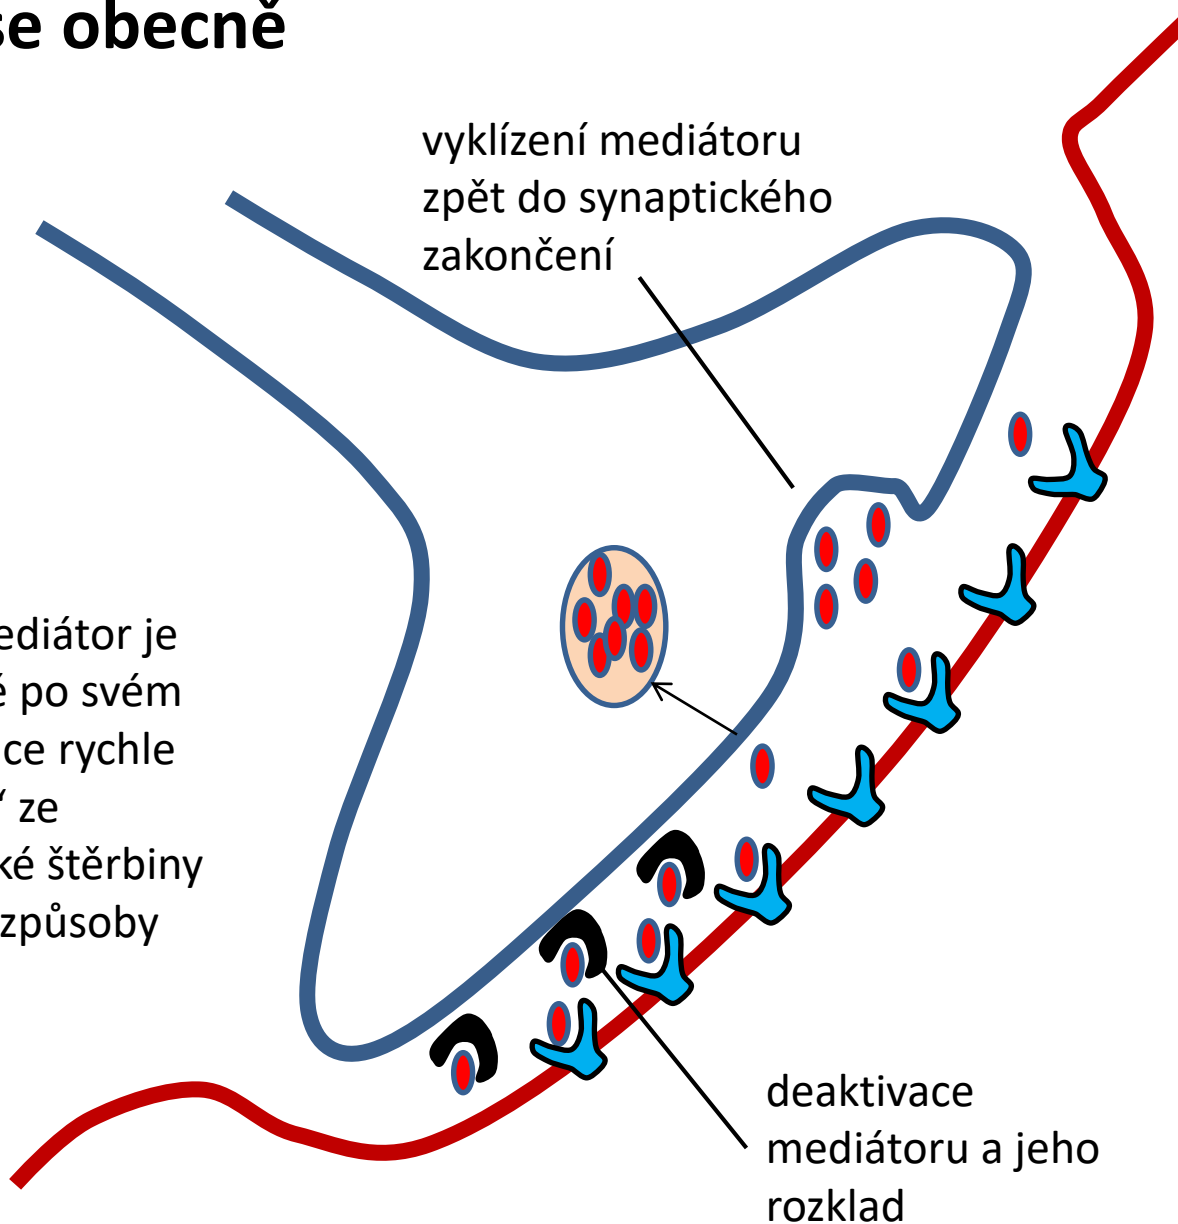 se obecně
vyklízení mediátoru
zpět do synaptického
zakončení
ediátor je
é po svém
ce rychle
“ ze
ké štěrbiny
způsoby
deaktivace
mediátoru a jeho
rozklad